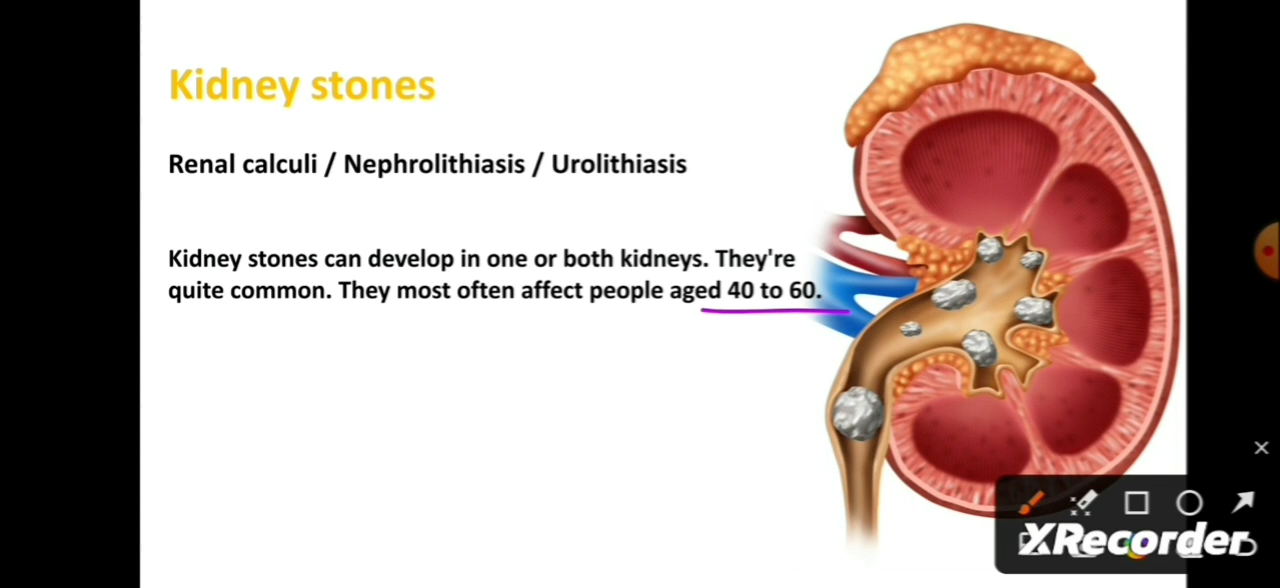 Kidney stones
Renal calculi / Nephrolithiasis / Urolithiasis
Kidney stones can develop in one or both kidneys. They're
quite common. They most often affect people aged 40 to 60.
XRecorder